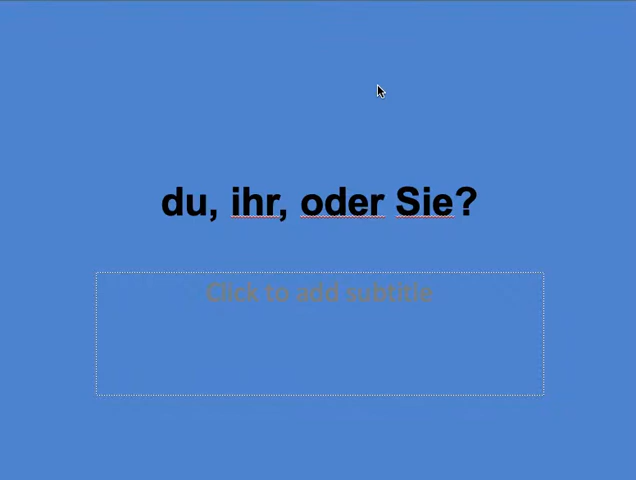 du, ihr, oder Sie?
Click to add subtitle